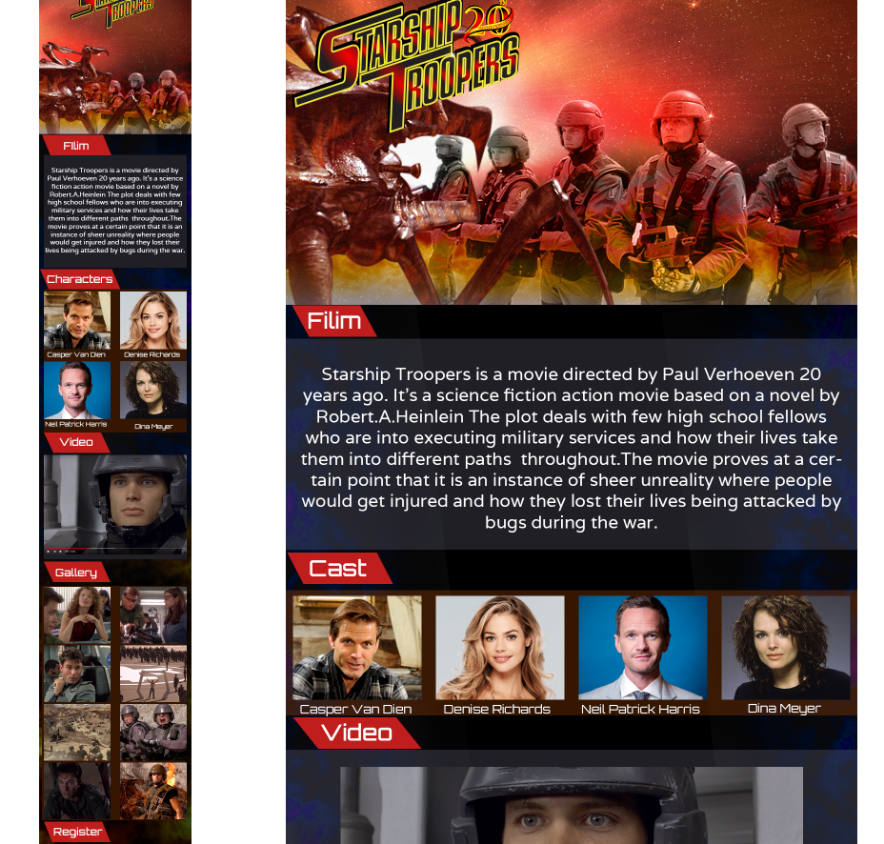 STARSHIP
TROOPERS
Filim
Starship Troopers is a movie directed by
Paul Verhoeven 20 years ago. It's a science
fiction action movie based on a novel by
Robert.A.Heinlein The plot deals with few
high school fellows who are into executing
military services and how their lives take
them into different paths throughout.The
movie proves at a certain point that it is an
instance of sheer unreality where people
would get injured and how they lost their
lives being attacked by bugs during the war.
Characters
Casper Van Dien Denise Richards
Neil Patrick Harris Dina Meyer
Video
Gallery
Register
STARSHIP 20
TROOPERS
Filim
Starship Troopers is a movie directed by Paul Verhoeven 20
years ago. It's a science fiction action movie based on a novel by
Robert.A.Heinlein The plot deals with few high school fellows
who are into executing military services and how their lives take
them into different paths throughout.The movie proves at a cer-
tain point that it is an instance of sheer unreality where people
would get injured and how they lost their lives being attacked by
bugs during the war.
Cast
Casper Van Dien Denise Richards Neil Patrick Harris Dina Meyer
Video